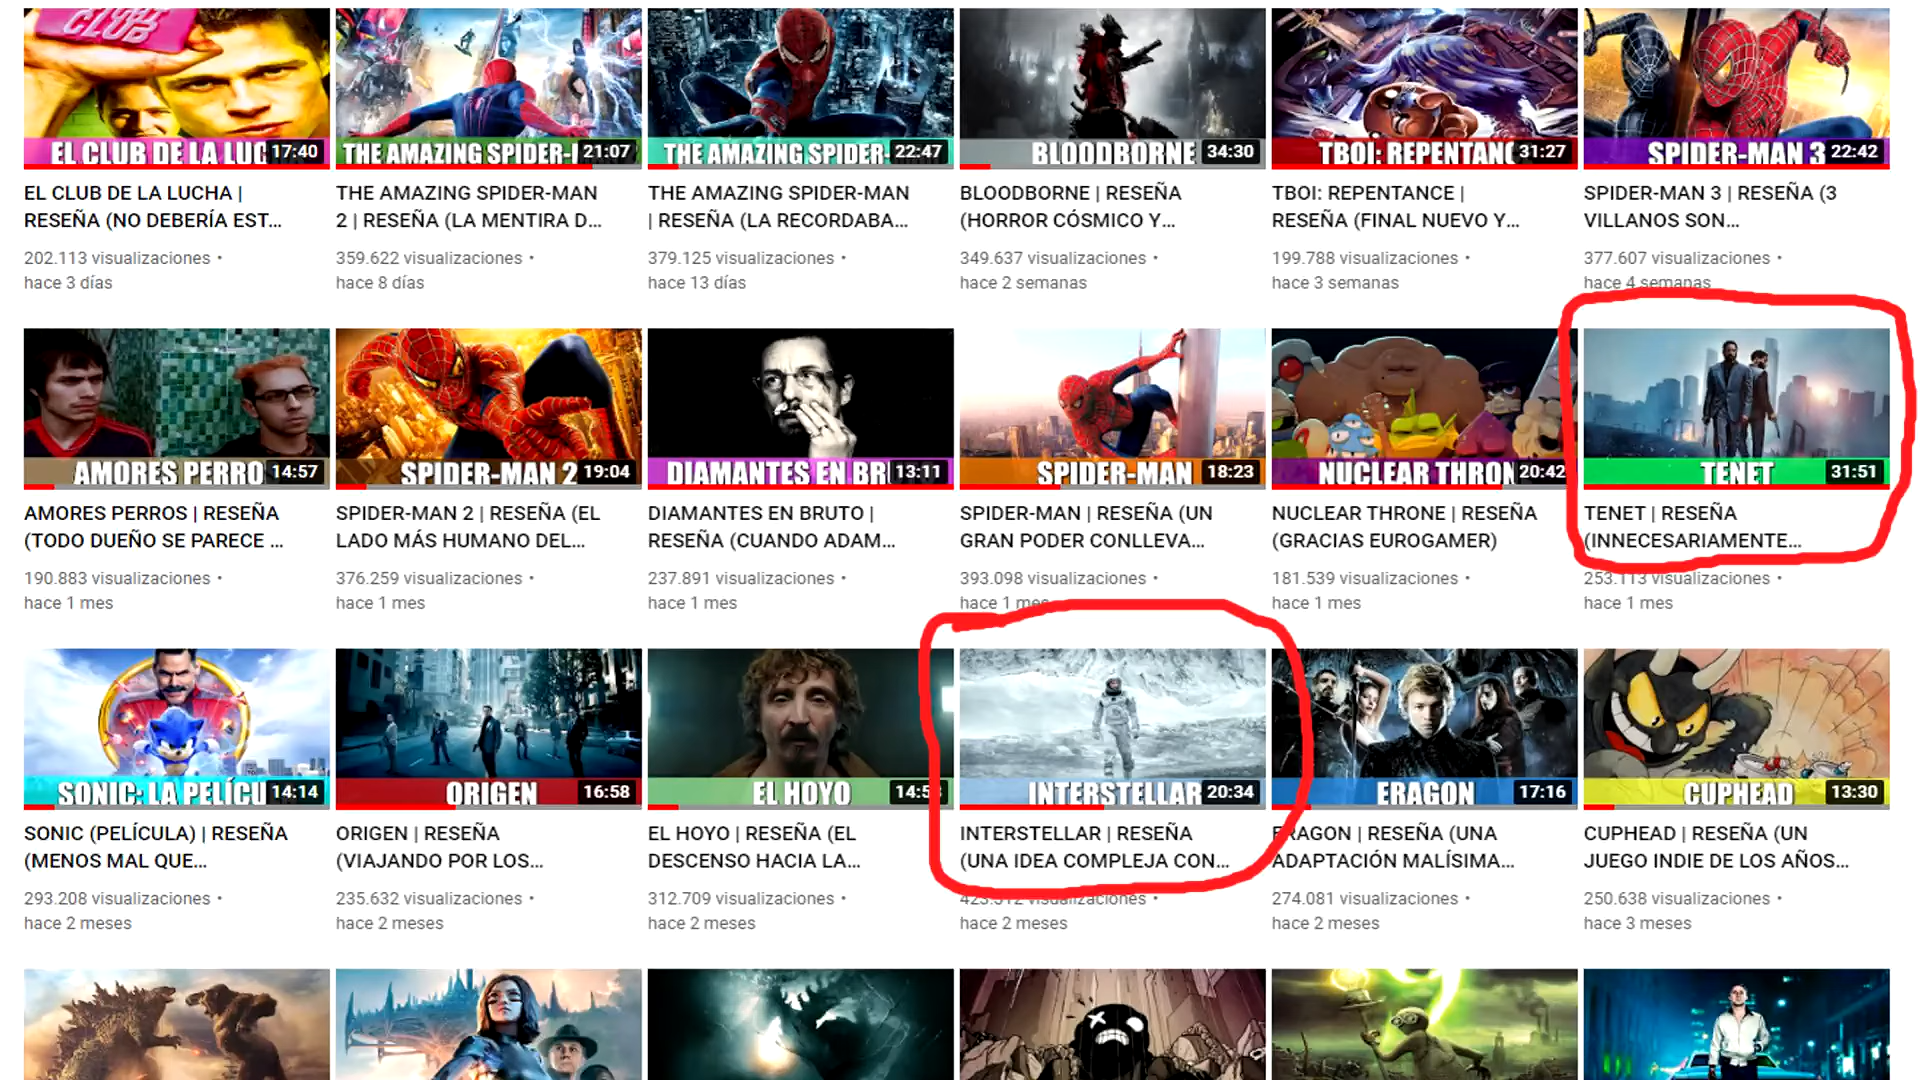 CLUB
EL CLUB DE LA LUC 17:40
THE AMAZING SPIDER- 21:07
THE AMAZING SPIDER- 22:47
BLOODBORNE 34:30
TBOI: REPENTANC 31:27
SPIDER-MAN 3 22:42
EL CLUB DE LA LUCHA |
RESEÑA (NO DEBERÍA EST...
202.113 visualizaciones •
hace 3 días
THE AMAZING SPIDER-MAN
2 | RESEÑA (LA MENTIRA D...
359.622 visualizaciones •
hace 8 días
THE AMAZING SPIDER-MAN
| RESEÑA (LA RECORDABA...
379.125 visualizaciones •
hace 13 días
BLOODBORNE | RESEÑA
(HORROR CÓSMICO Y...
349.637 visualizaciones •
hace 2 semanas
TBOI: REPENTANCE |
RESEÑA (FINAL NUEVO Y...
199.788 visualizaciones •
hace 3 semanas
SPIDER-MAN 3 | RESEÑA (3
VILLANOS SON...
377.607 visualizaciones •
hace 4 semanas
AMORES PERRO 14:57
SPIDER-MAN 2 19:04
DIAMANTES EN BR 13:11
SPIDER-MAN 18:23
NUCLEAR THRON 20:42
TENET 31:51
AMORES PERROS | RESEÑA
(TODO DUEÑO SE PARECE ...
190.883 visualizaciones •
hace 1 mes
SPIDER-MAN 2 | RESEÑA (EL
LADO MÁS HUMANO DEL...
376.259 visualizaciones •
hace 1 mes
DIAMANTES EN BRUTO |
RESEÑA (CUANDO ADAM...
237.891 visualizaciones •
hace 1 mes
SPIDER-MAN | RESEÑA (UN
GRAN PODER CONLLEVA...
393.098 visualizaciones •
hace 1 mes
NUCLEAR THRONE | RESEÑA
(GRACIAS EUROGAMER)
181.539 visualizaciones •
hace 1 mes
TENET | RESEÑA
(INNECESARIAMENTE...
253.113 visualizaciones •
hace 1 mes
SONIC: LA PELÍCU 14:14
ORIGEN 16:58
EL HOYO 14:5
INTERSTELLAR 20:34
ERAGON 17:16
CUPHEAD 13:30
SONIC (PELÍCULA) | RESEÑA
(MENOS MAL QUE...
293.208 visualizaciones •
hace 2 meses
ORIGEN | RESEÑA
(VIAJANDO POR LOS...
235.632 visualizaciones •
hace 2 meses
EL HOYO | RESEÑA (EL
DESCENSO HACIA LA...
312.709 visualizaciones •
hace 2 meses
INTERSTELLAR | RESEÑA
(UNA IDEA COMPLEJA CON...
visualizaciones •
hace 2 meses
ERAGON | RESEÑA (UNA
ADAPTACIÓN MALÍSIMA...
274.081 visualizaciones •
hace 2 meses
CUPHEAD | RESEÑA (UN
JUEGO INDIE DE LOS AÑOS...
250.638 visualizaciones •
hace 3 meses